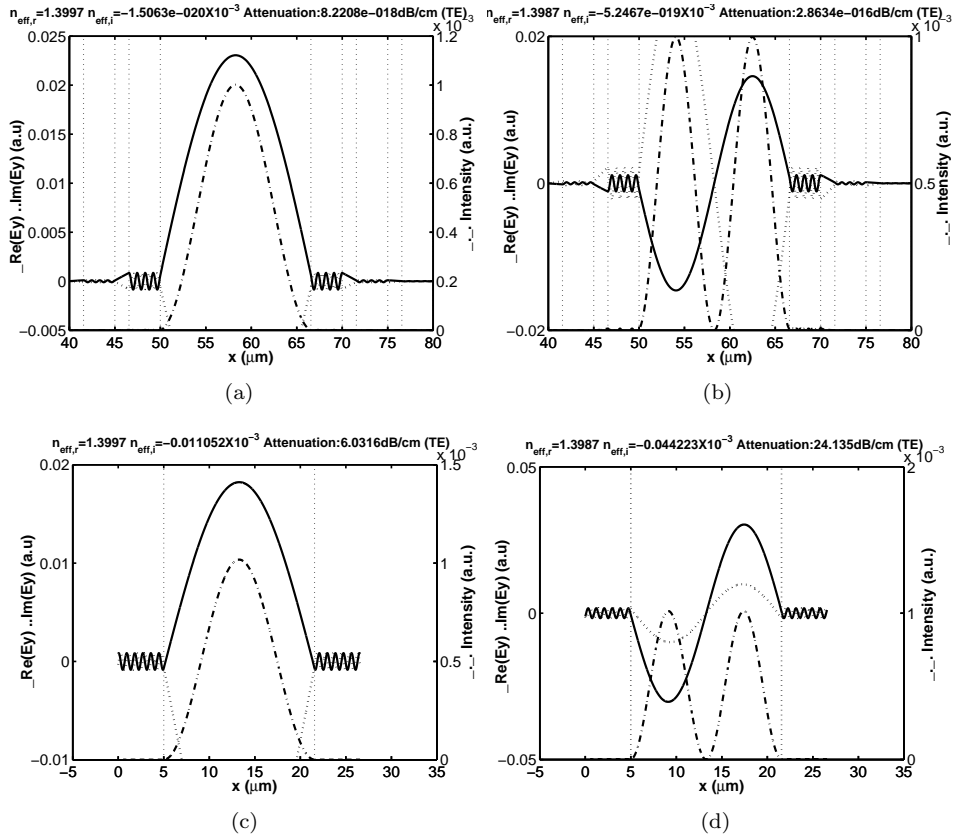 n_eff,r=1.3997 n_eff,i=−1.5063e−020X10^−3 Attenuation:8.2208e−018dB/cm (TE)
x 10^−3
0.025
0.02
0.015
0.01
0.005
0
−0.005
_Re(Ey) ..Im(Ey) (a.u)
1.2
1
0.8
0.6
0.4
0.2
0
_._. Intensity (a.u.)
40 45 50 55 60 65 70 75 80
x (μm)
(a)
n_eff,r=1.3987 n_eff,i=−5.2467e−019X10^−3 Attenuation:2.8634e−016dB/cm (TE)
x 10^−3
0.02
0.01
0
−0.01
−0.02
_Re(Ey) ..Im(Ey) (a.u)
1
0.5
0
_._. Intensity (a.u.)
40 45 50 55 60 65 70 75 80
x (μm)
(b)
n_eff,r=1.3997 n_eff,i=−0.011052X10^−3 Attenuation:6.0316dB/cm (TE)
x 10^−3
0.02
0.01
0
−0.01
_Re(Ey) ..Im(Ey) (a.u)
1.5
1
0.5
0
_._. Intensity (a.u.)
−5 0 5 10 15 20 25 30 35
x (μm)
(c)
n_eff,r=1.3987 n_eff,i=−0.044223X10^−3 Attenuation:24.135dB/cm (TE)
x 10^−3
0.05
0
−0.05
_Re(Ey) ..Im(Ey) (a.u)
2
1
0
_._. Intensity (a.u.)
−5 0 5 10 15 20 25 30 35
x (μm)
(d)